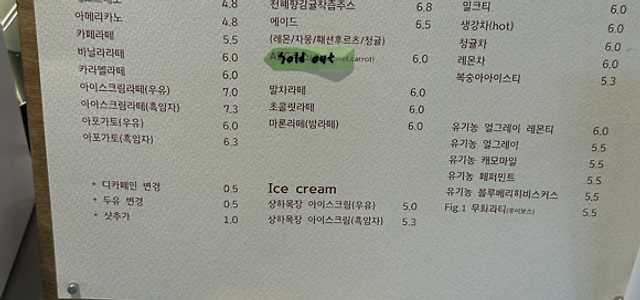 4.8
아메리카노 4.8
카페라떼 5.5
바닐라라떼 6.0
카라멜라떼 6.0
아이스크림라떼(우유) 7.0
아이스크림라떼(흑임자) 7.3
아포가토(우유) 6.0
아포가토(흑임자) 6.3
* 디카페인 변경 0.5
* 두유 변경 0.5
* 샷추가 1.0
천혜향감귤착즙주스 6.8
에이드 6.5
(레몬/자몽/패션후르츠/청귤)
Sold out carrot) 6.0
말차라떼 6.0
초콜릿라떼 6.0
마론라떼(밤라떼) 6.0
Ice cream
상하목장 아이스크림(우유) 5.0
상하목장 아이스크림(흑임자) 5.3
밀크티 6.0
생강차(hot) 6.0
청귤차 6.0
레몬차 6.0
복숭아아이스티 5.3
유기농 얼그레이 레몬티 6.0
유기농 얼그레이 5.5
유기농 캐모마일 5.5
유기농 페퍼민트 5.5
유기농 블루베리히비스커스 5.5
Fig.1 무화과티(루이보스) 5.5